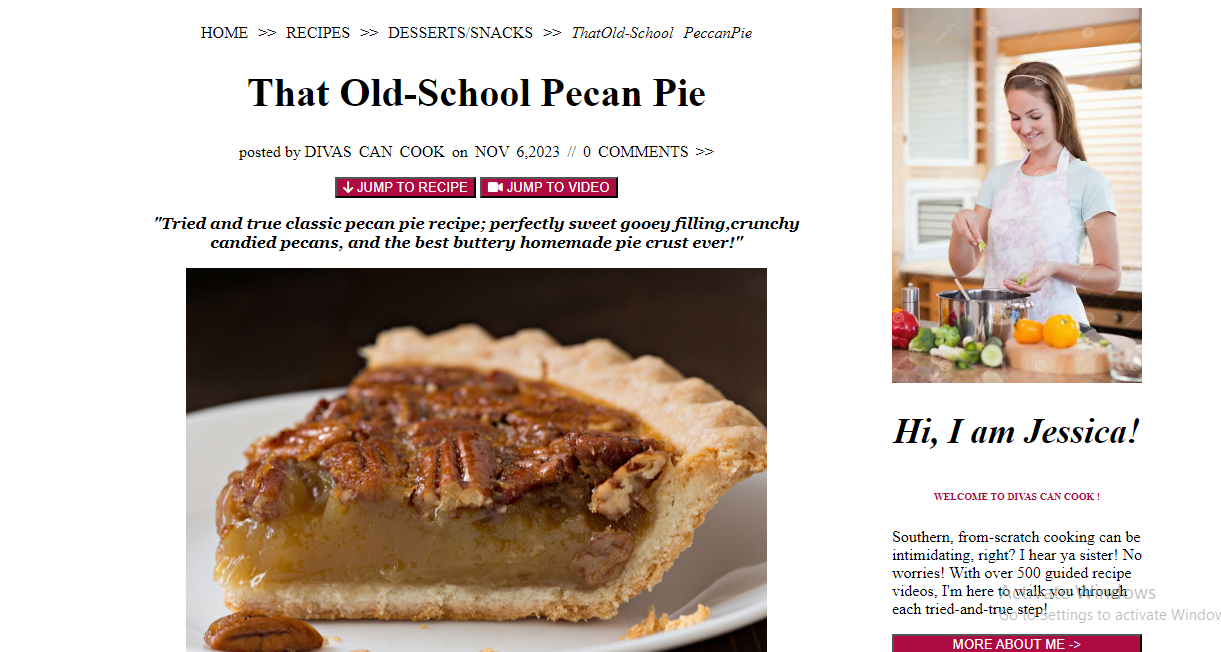 HOME >> RECIPES >> DESSERTS/SNACKS >> ThatOld-School PeccanPie
That Old-School Pecan Pie
posted by DIVAS CAN COOK on NOV 6,2023 // 0 COMMENTS >>
JUMP TO RECIPE JUMP TO VIDEO
"Tried and true classic pecan pie recipe; perfectly sweet gooey filling,crunchy
candied pecans, and the best buttery homemade pie crust ever!"
Hi, I am Jessica!
WELCOME TO DIVAS CAN COOK !
Southern, from-scratch cooking can be
intimidating, right? I hear ya sister! No
worries! With over 500 guided recipe
videos, I'm here to walk you through
each tried-and-true step!
Activate Windows
Go to Settings to activate Window
MORE ABOUT ME ->